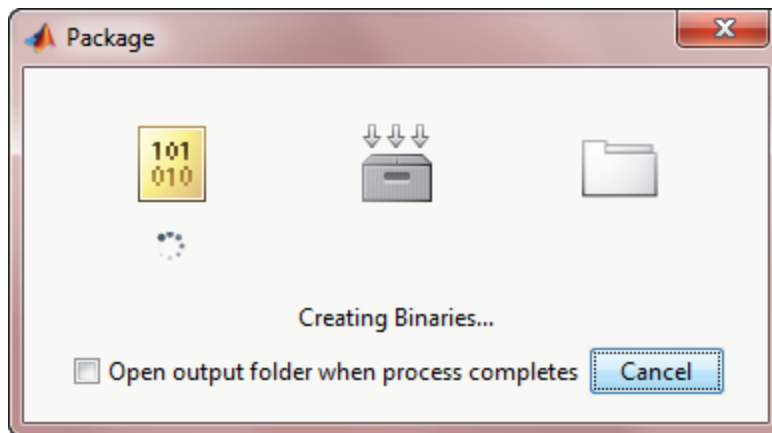 Package
101
010
Creating Binaries...
Open output folder when process completes
Cancel